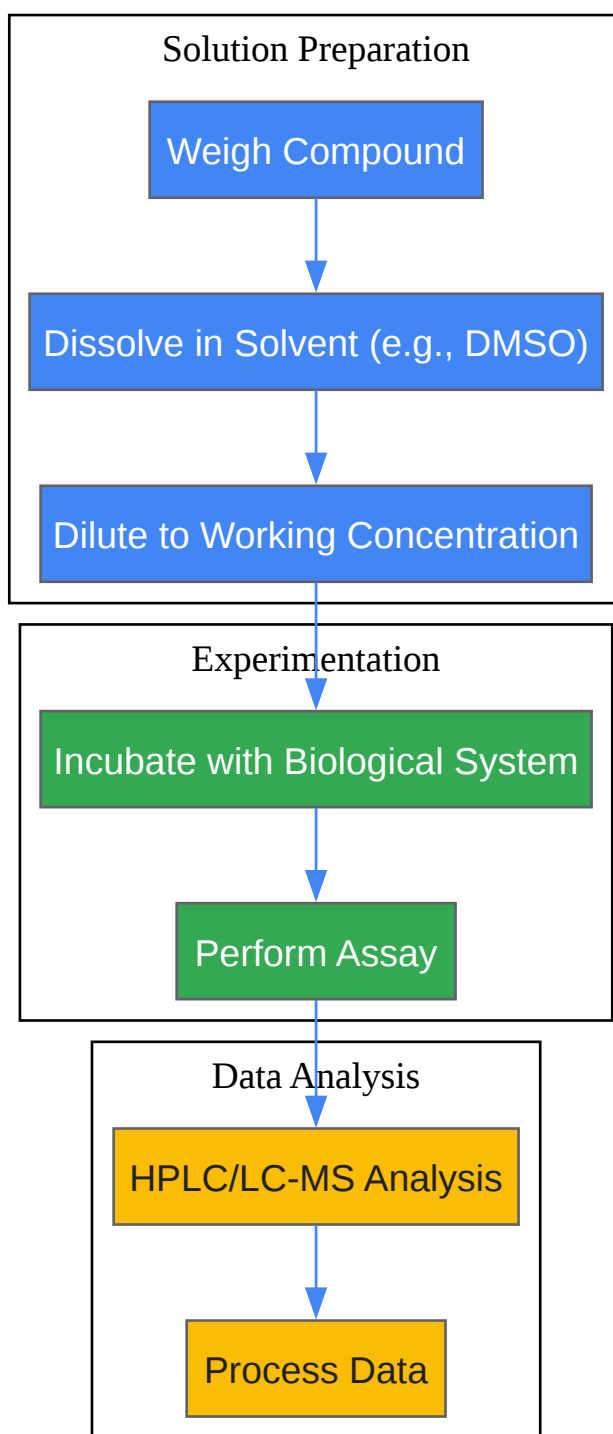 Solution Preparation
Weigh Compound
Dissolve in Solvent (e.g., DMSO)
Dilute to Working Concentration
Experimentation
Incubate with Biological System
Perform Assay
Data Analysis
HPLC/LC-MS Analysis
Process Data